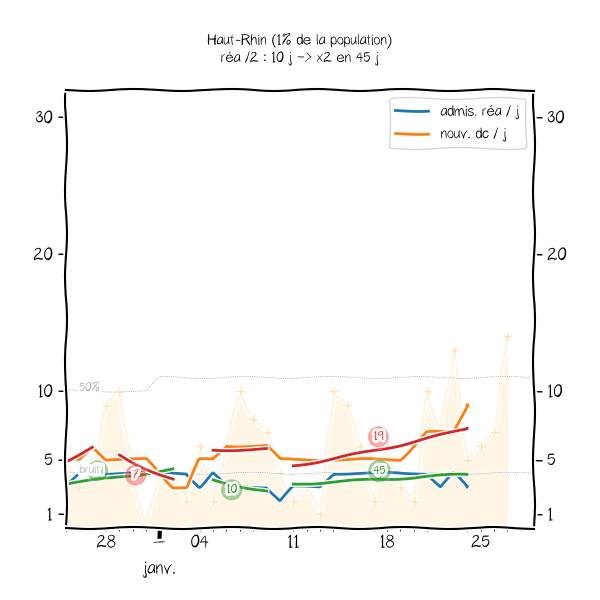 Haut-Rhin (1% de la population)
réa /2 : 10 j -> x2 en 45 j
admis. réa / j
nouv. dc / j
30 30
20 20
50%
10 10
19
5 bruit 7 45 5
10
1 1
28 04 11 18 25
janv.